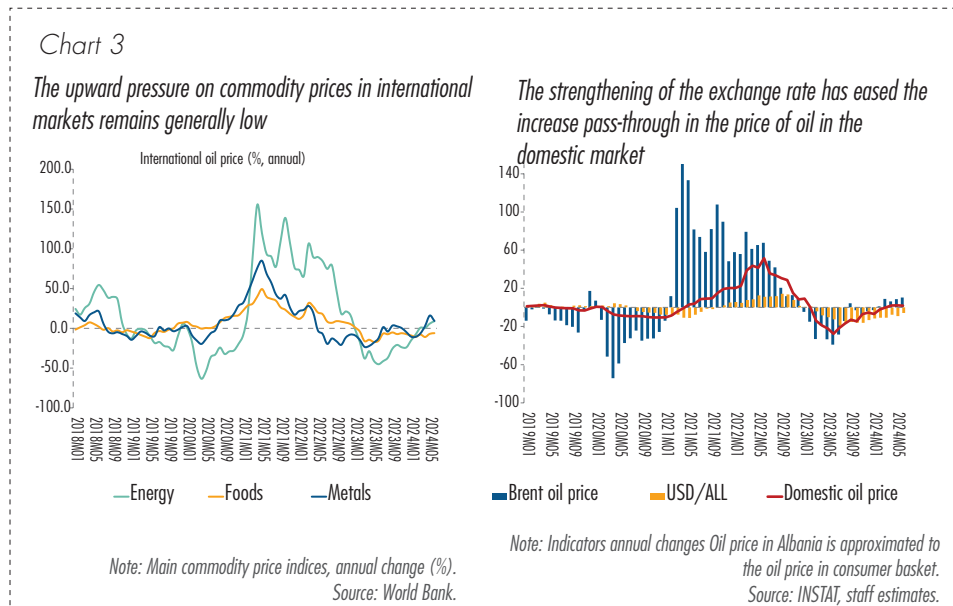 Chart 3
The upward pressure on commodity prices in international
markets remains generally low
International oil price (%, annual)
200.0
150.0
100.0
50.0
0.0
-50.0
-100.0
2018M01
2018M05
2018M09
2019M01
2019M05
2019M09
2020M01
2020M05
2020M09
2021M01
2021M05
2021M09
2022M01
2022M05
2022M09
2023M01
2023M05
2023M09
2024M01
2024M05
Energy
Foods
Metals
Note: Main commodity price indices, annual change (%).
Source: World Bank.
The strengthening of the exchange rate has eased the
increase pass-through in the price of oil in the
domestic market
140
100
60
20
-20
-60
-100
2019M01
2019M05
2019M09
2020M01
2020M05
2020M09
2021M01
2021M05
2021M09
2022M01
2022M05
2022M09
2023M01
2023M05
2023M09
2024M01
2024M05
Brent oil price
USD/ALL
Domestic oil price
Note: Indicators annual changes Oil price in Albania is approximated to
the oil price in consumer basket.
Source: INSTAT, staff estimates.